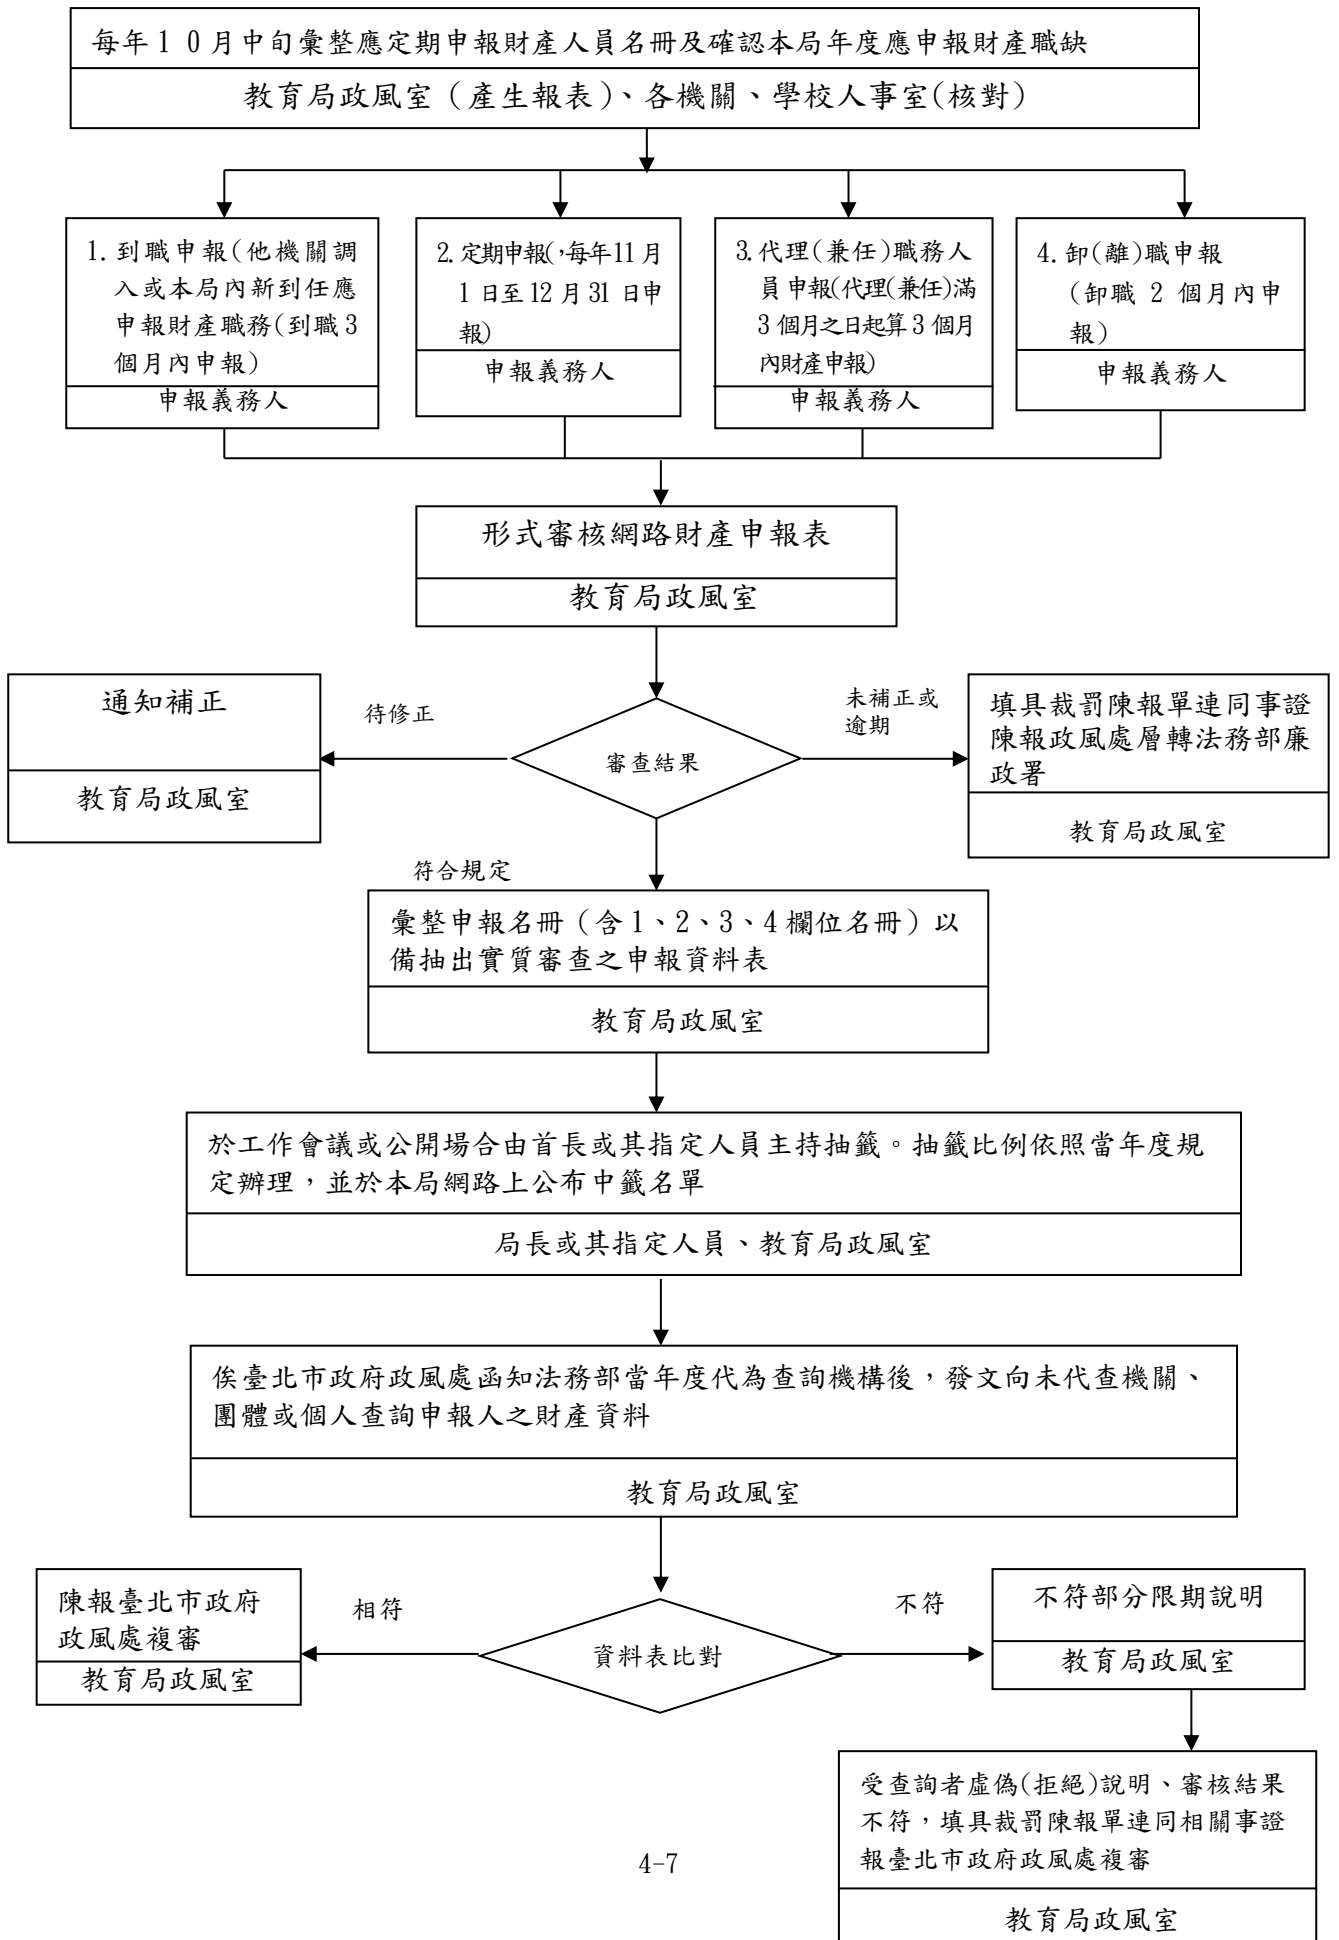 每年10月中旬彙整應定期申報財產人員名冊及確認本局年度應申報財產職缺
教育局政風室（產生報表）、各機關、學校人事室(核對)
1. 到職申報(他機關調
入或本局內新到任應
申報財產職務(到職3
個月內申報)
申報義務人
2. 定期申報(，每年11月
1日至12月31日申
報)
申報義務人
3. 代理(兼任)職務人
員申報(代理(兼任)滿
3個月之日起算3個月
內財產申報)
申報義務人
4. 卸(離)職申報
(卸職 2 個月內申
報)
申報義務人
形式審核網路財產申報表
教育局政風室
通知補正
教育局政風室
待修正
審查結果
未補正或
逾期
填具裁罰陳報單連同事證
陳報政風處層轉法務部廉
政署
教育局政風室
符合規定
彙整申報名冊（含1、2、3、4欄位名冊）以
備抽出實質審查之申報資料表
教育局政風室
於工作會議或公開場合由首長或其指定人員主持抽籤。抽籤比例依照當年度規
定辦理，並於本局網路上公布中籤名單
局長或其指定人員、教育局政風室
俟臺北市政府政風處函知法務部當年度代為查詢機構後，發文向未代查機關、
團體或個人查詢申報人之財產資料
教育局政風室
陳報臺北市政府
政風處複審
教育局政風室
相符
資料表比對
不符
不符部分限期說明
教育局政風室
受查詢者虛偽(拒絕)說明、審核結果
不符，填具裁罰陳報單連同相關事證
報臺北市政府政風處複審
教育局政風室
4-7